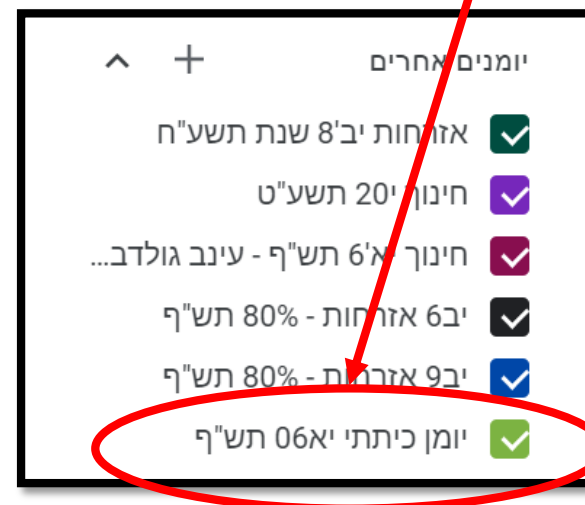 יומנים אחרים
אזרחות יב'8 שנת תשע"ח
חינוך י'20 תשע"ט
חינוך יא'6 תש"ף - עינב גולדב...
יב6 אזרחות - 80% תש"ף
יב9 אזרחות - 80% תש"ף
יומן כיתתי יא06 תש"ף